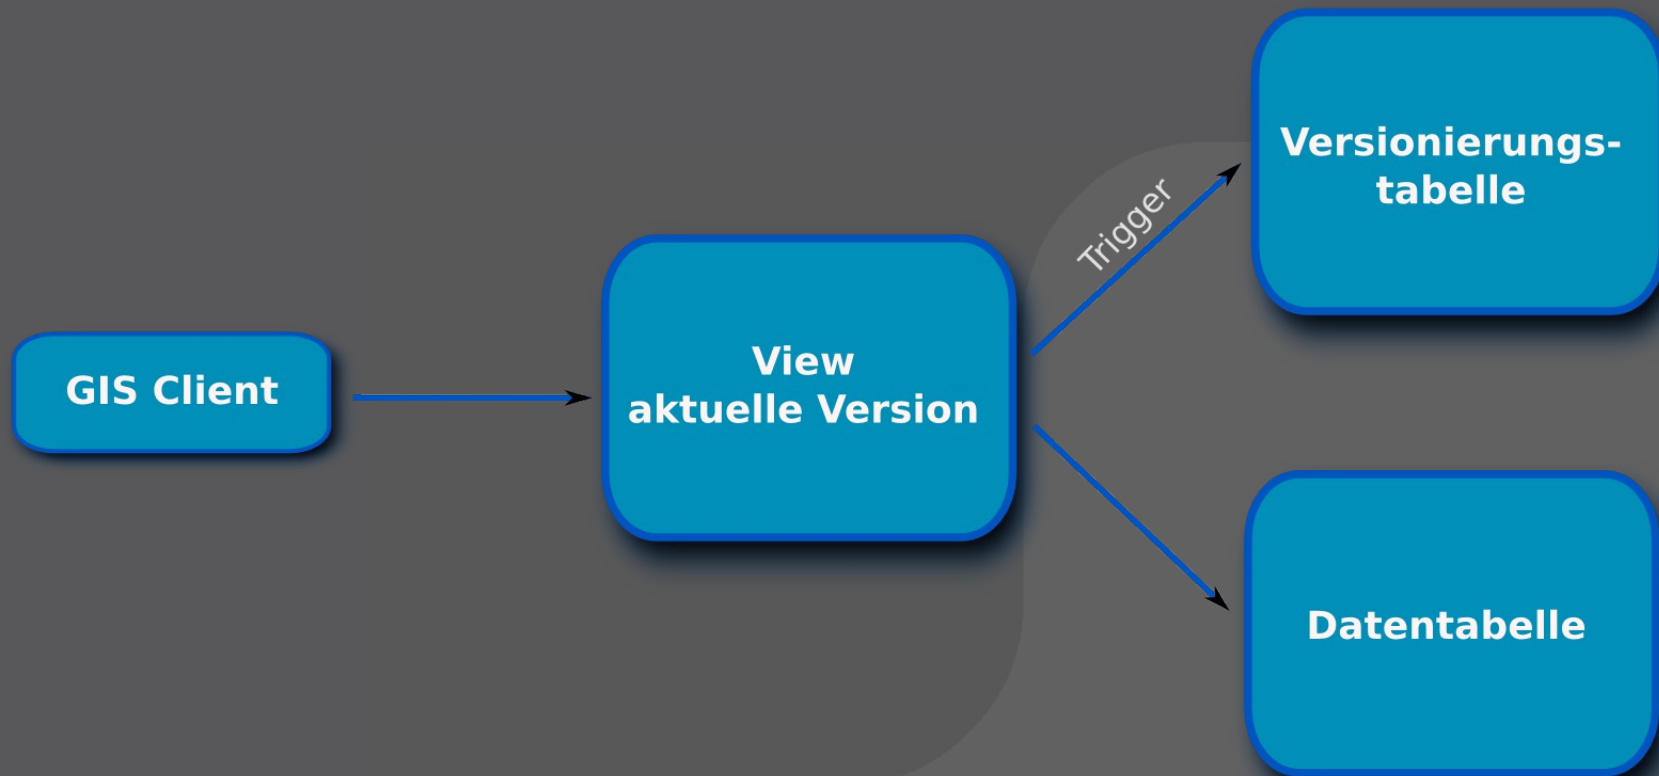 GIS Client
View
aktuelle Version
Trigger
Versionierungs-
tabelle
Datentabelle